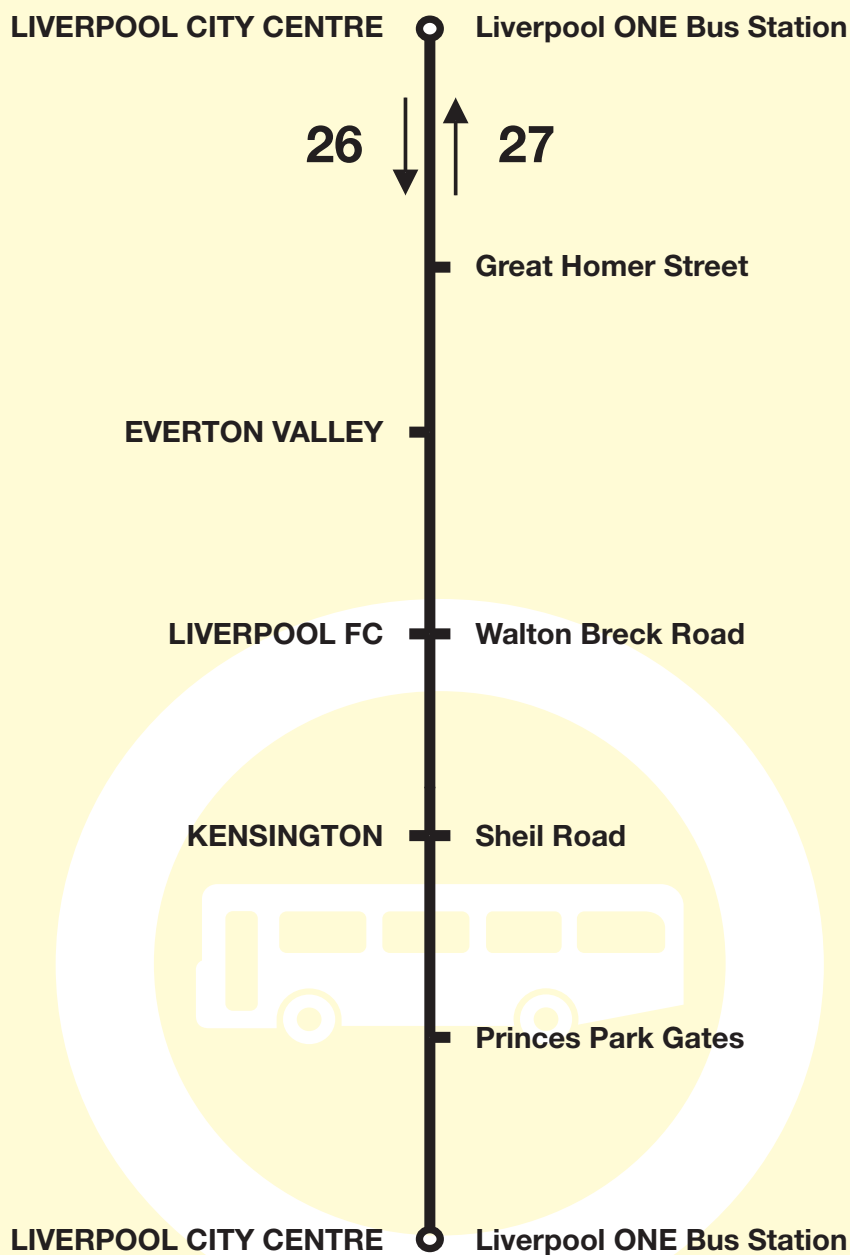 LIVERPOOL CITY CENTRE Liverpool ONE Bus Station
26 27
Great Homer Street
EVERTON VALLEY
LIVERPOOL FC Walton Breck Road
KENSINGTON Sheil Road
Princes Park Gates
LIVERPOOL CITY CENTRE Liverpool ONE Bus Station